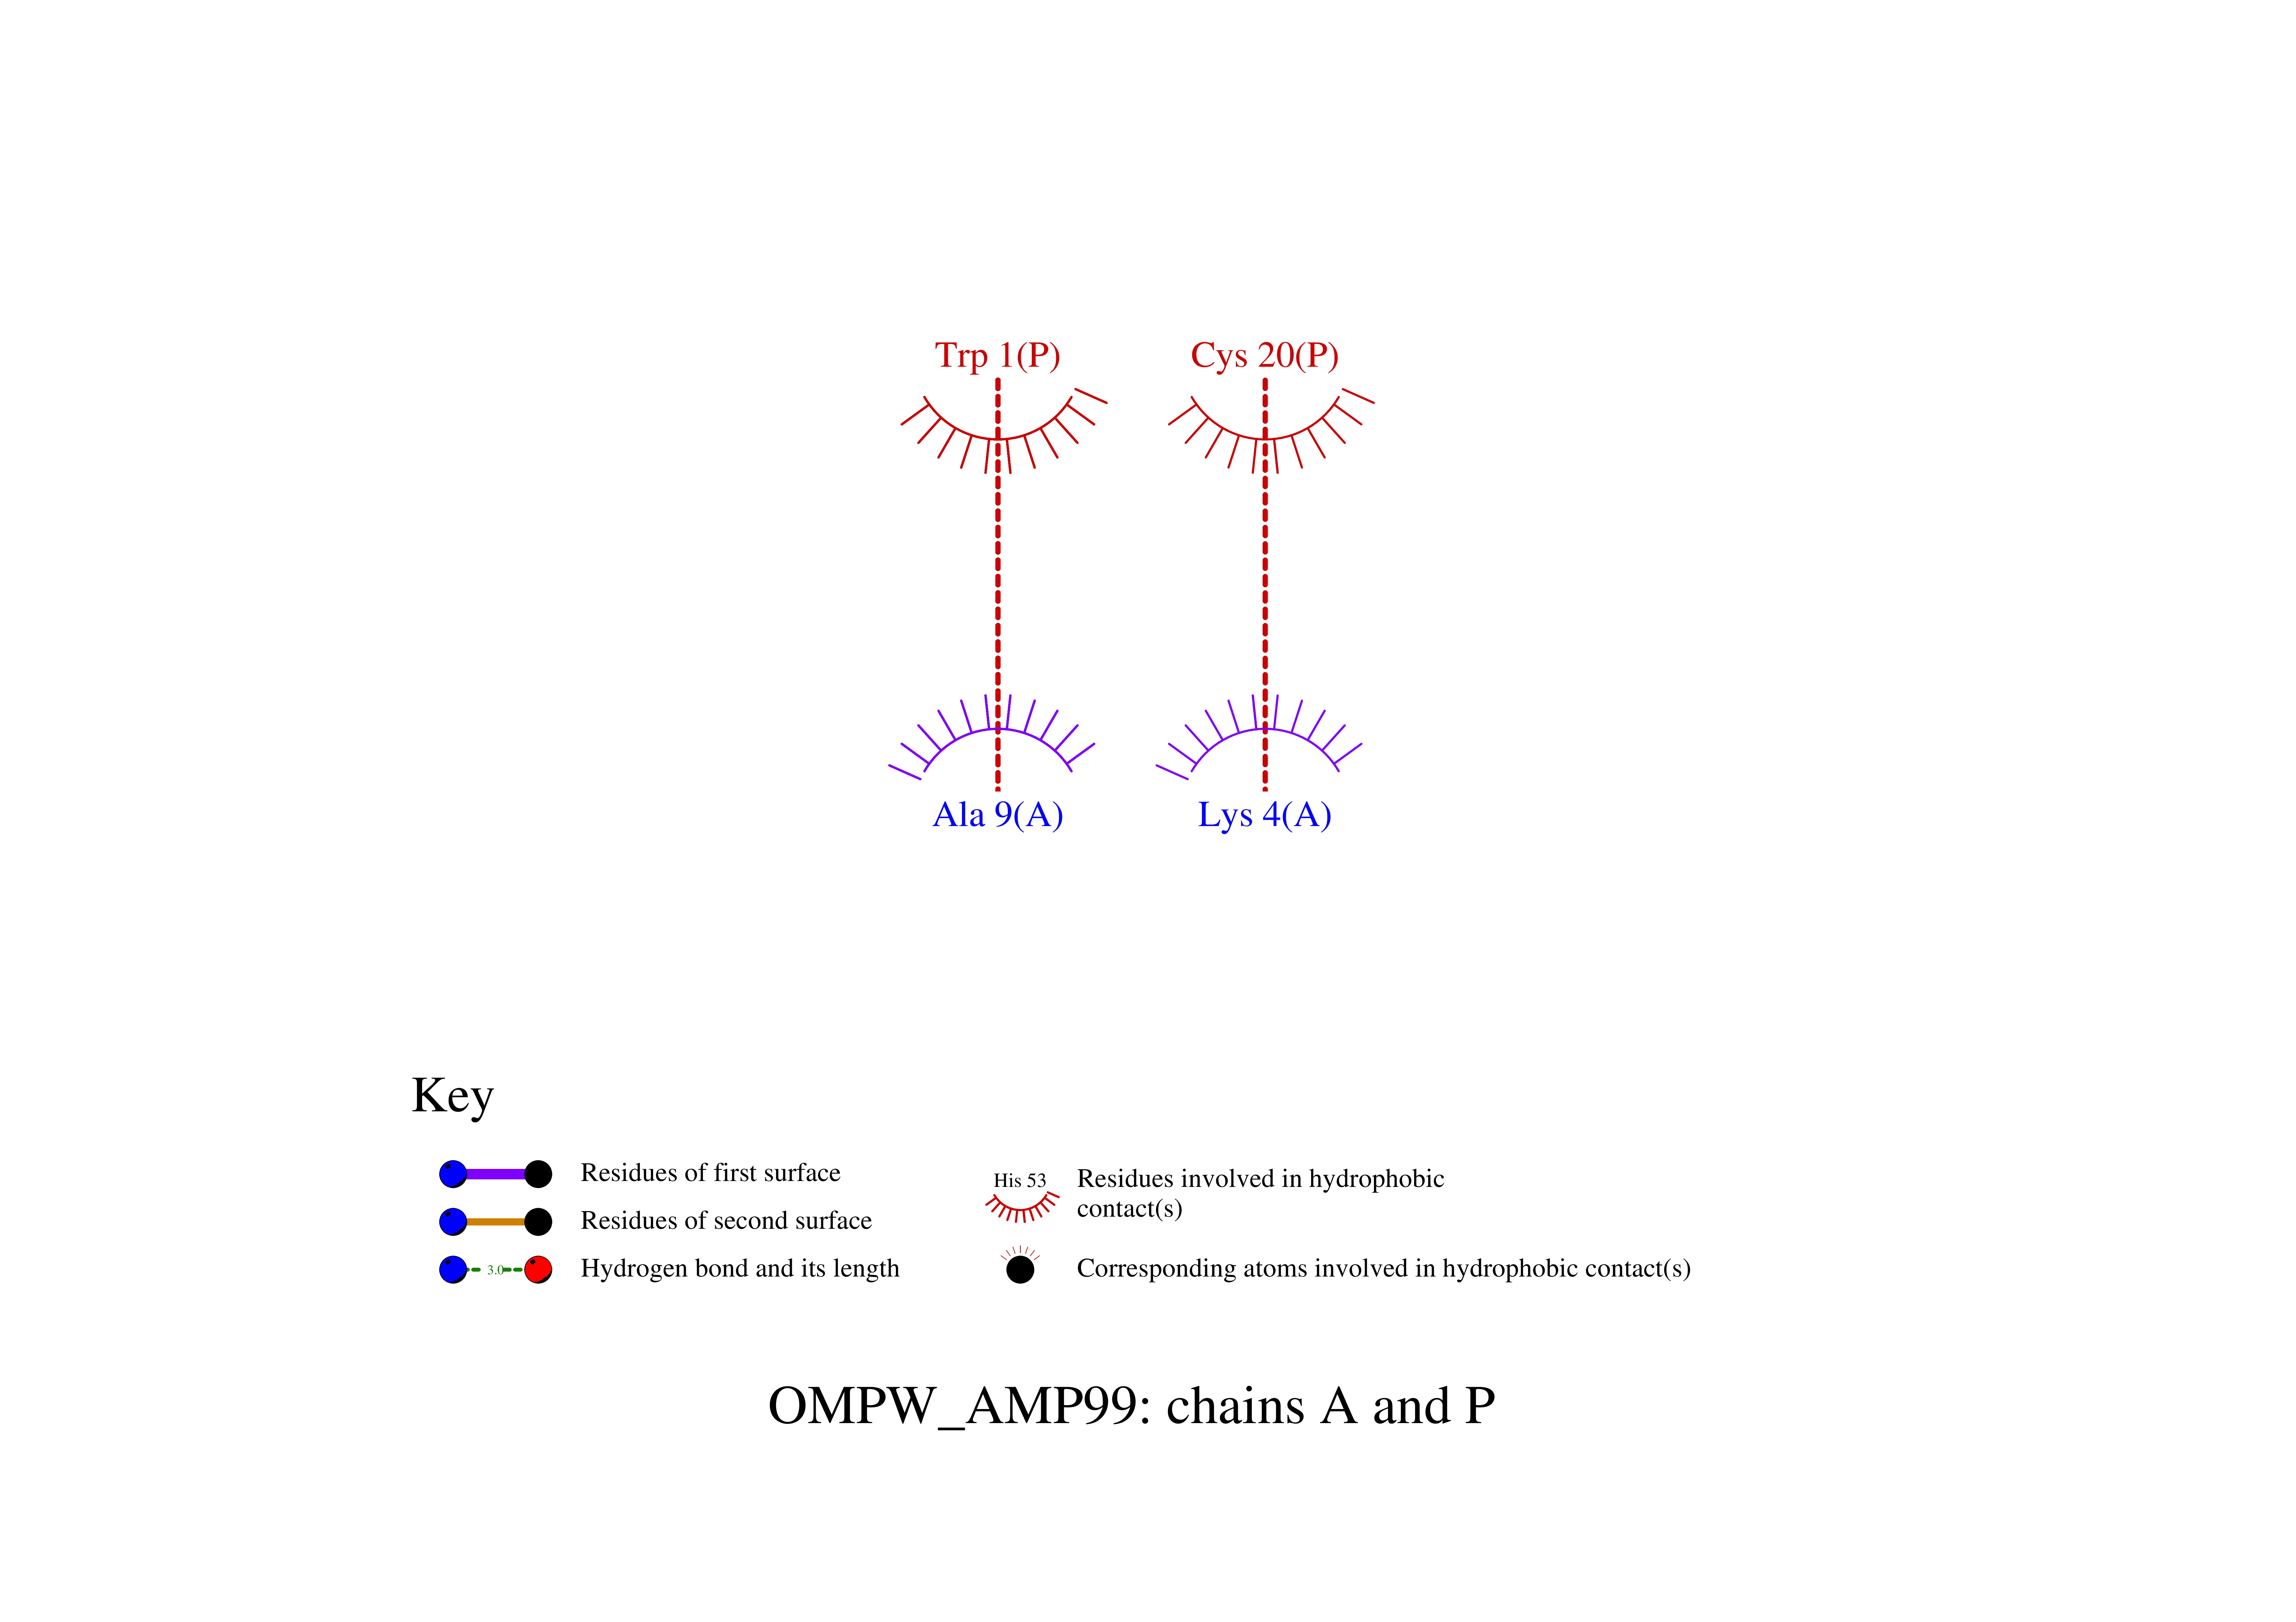 Trp 1(P) Cys 20(P)
Ala 9(A) Lys 4(A)
Key
Residues of first surface
Residues of second surface
3.0 Hydrogen bond and its length
His 53 Residues involved in hydrophobic
contact(s)
Corresponding atoms involved in hydrophobic contact(s)
OMPW_AMP99: chains A and P